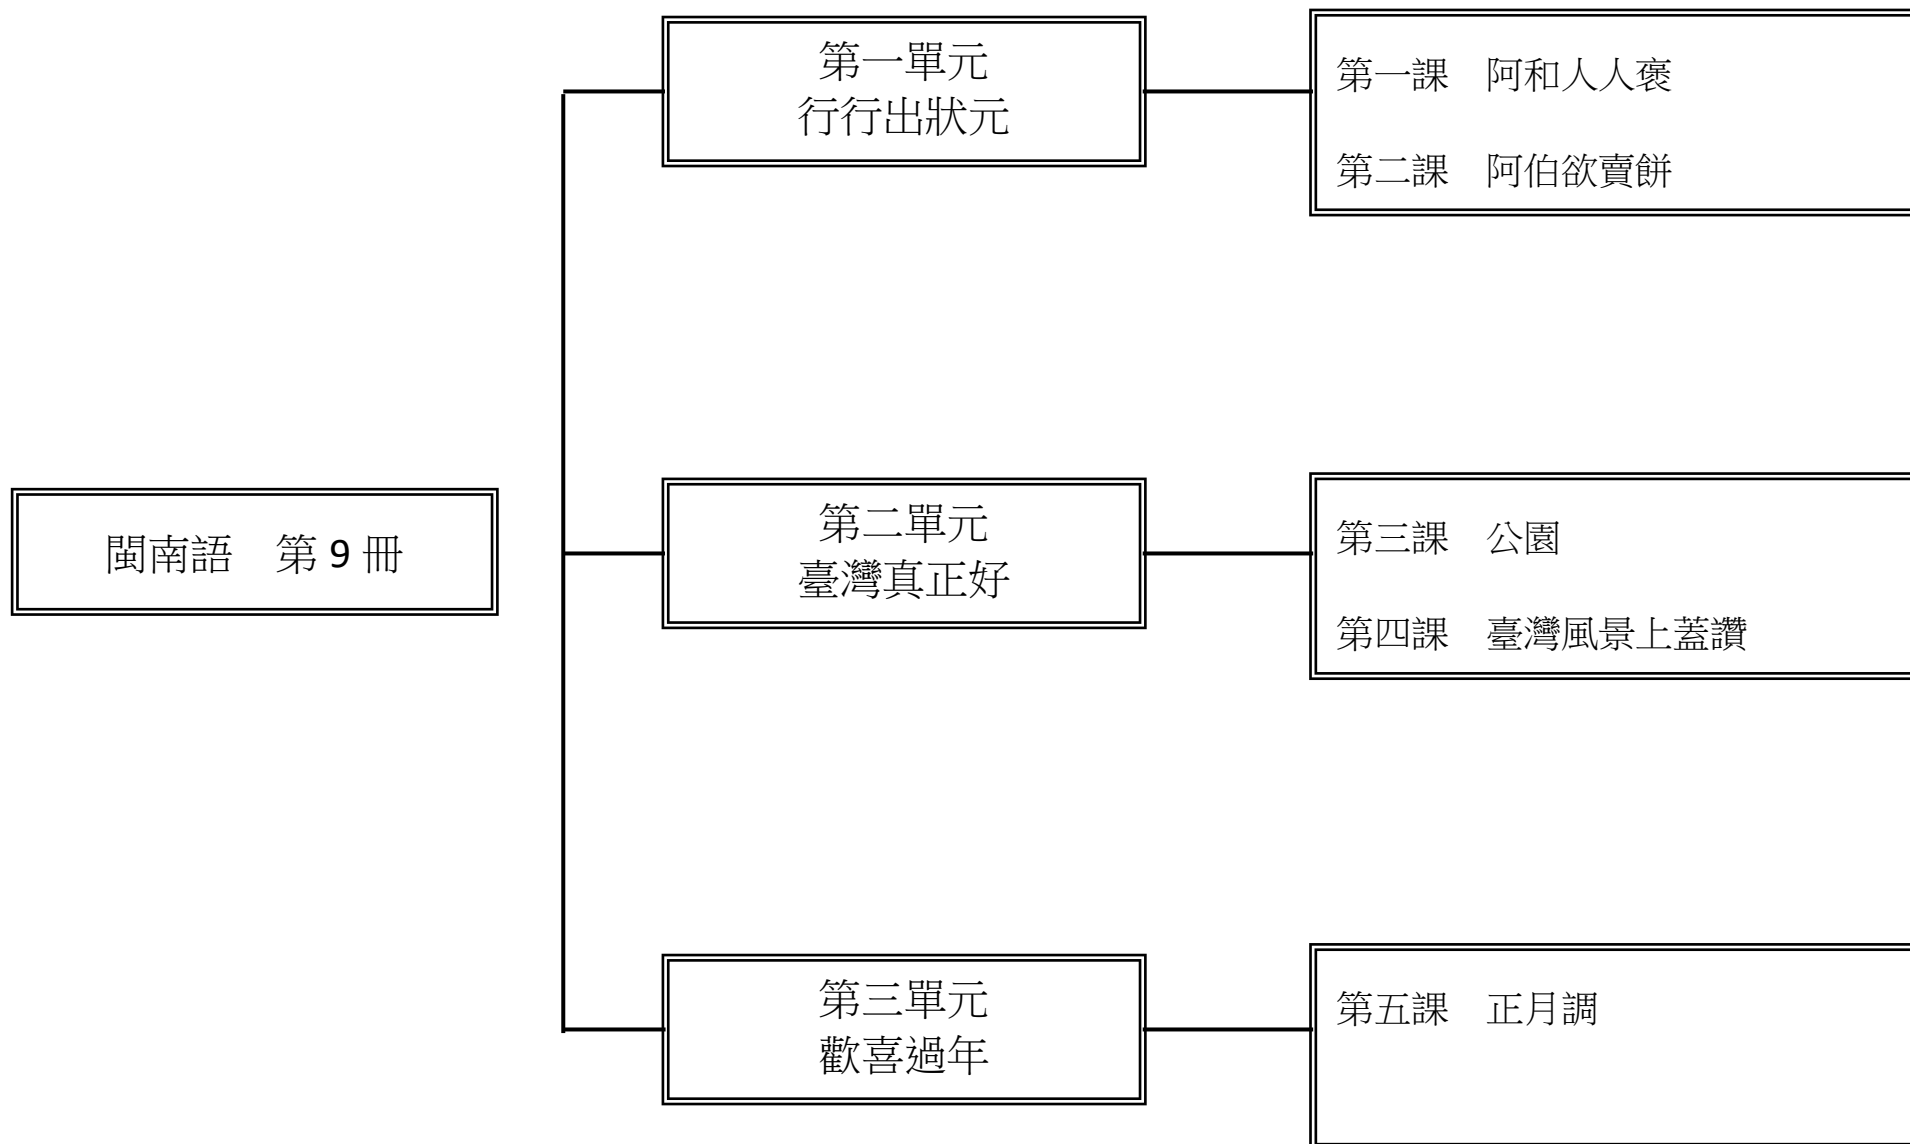 閩南語　第 9 冊
第一單元
行行出狀元
第一課　阿和人人褒
第二課　阿伯欲賣餅
第二單元
臺灣真正好
第三課　公園
第四課　臺灣風景上蓋讚
第三單元
歡喜過年
第五課　正月調